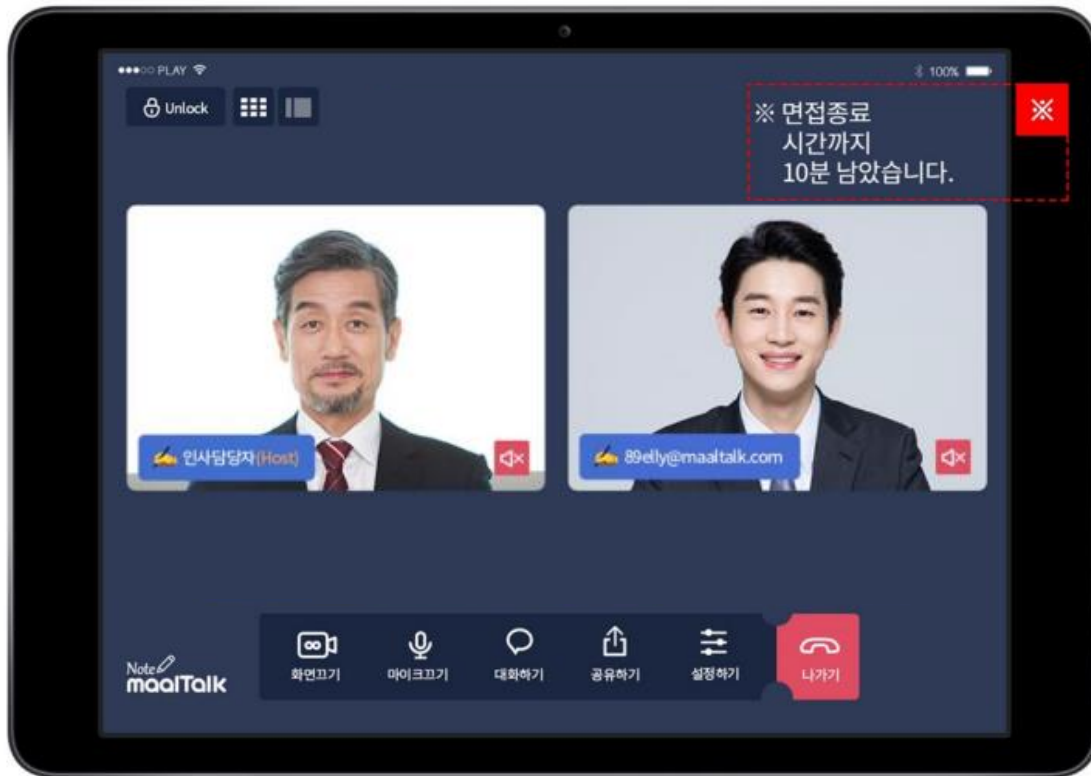 PLAY
100%
Unlock
※ 면접종료
시간까지
10분 남았습니다.
※
인사담당자(Host)
89elly@maaltalk.com
화면끄기
마이크끄기
대화하기
공유하기
설정하기
나가기
Note
maalTalk